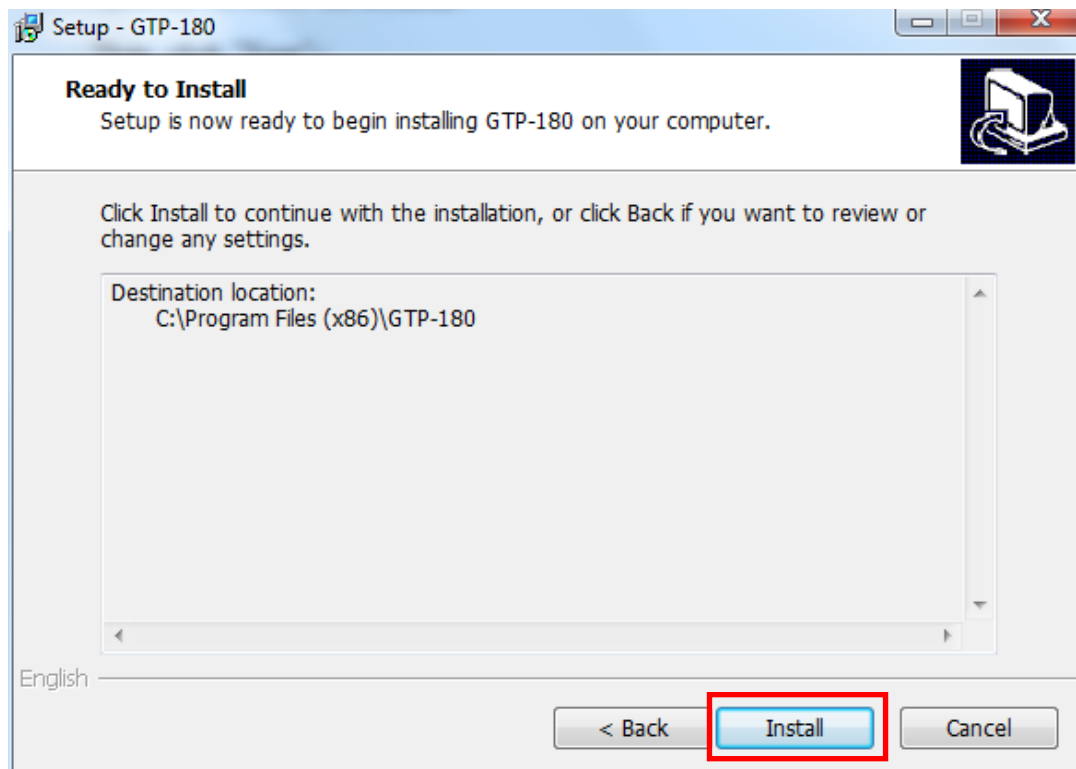 Setup - GTP-180
Ready to Install
Setup is now ready to begin installing GTP-180 on your computer.
Click Install to continue with the installation, or click Back if you want to review or
change any settings.
Destination location:
C:\Program Files (x86)\GTP-180
English
< Back
Install
Cancel